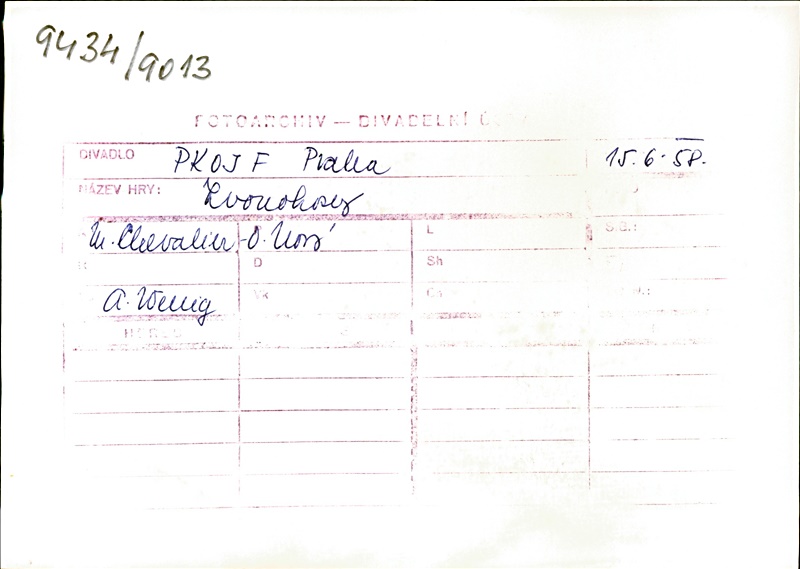 9434/9013
FOTOARCHIV — DIVADELNÍ Ú
DIVADLO PKOJF Praha 15.6.58.
NÁZEV HRY: Zvonokosy
M. Chevalier - O. Nový L S.G.:
D Sh
A. Wenig